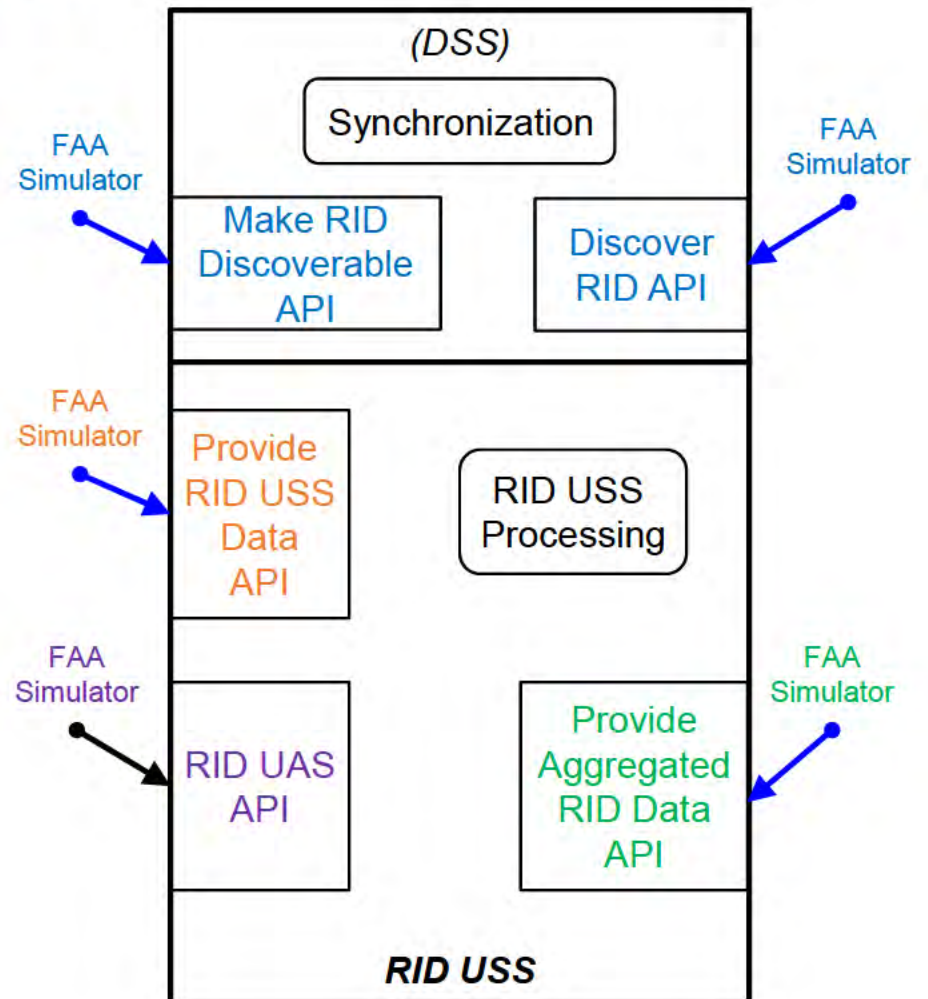 (DSS)
Synchronization
FAA
Simulator
FAA
Simulator
Make RID
Discoverable
API
Discover
RID API
FAA
Simulator
Provide
RID USS
Data
API
RID USS
Processing
FAA
Simulator
FAA
Simulator
RID UAS
API
Provide
Aggregated
RID Data
API
RID USS